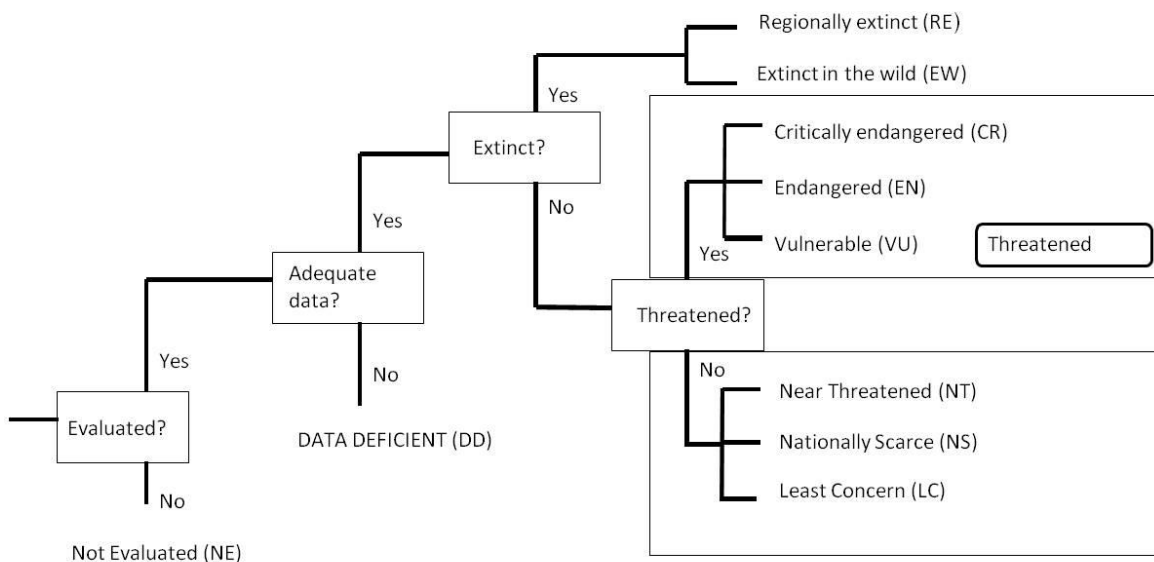 Regionally extinct (RE)
Extinct in the wild (EW)
Yes
Extinct?
Critically endangered (CR)
Endangered (EN)
Vulnerable (VU)
Threatened
Yes
No
Yes
Adequate
data?
Threatened?
No
Near Threatened (NT)
Nationally Scarce (NS)
Least Concern (LC)
Yes
No
Evaluated?
DATA DEFICIENT (DD)
No
Not Evaluated (NE)